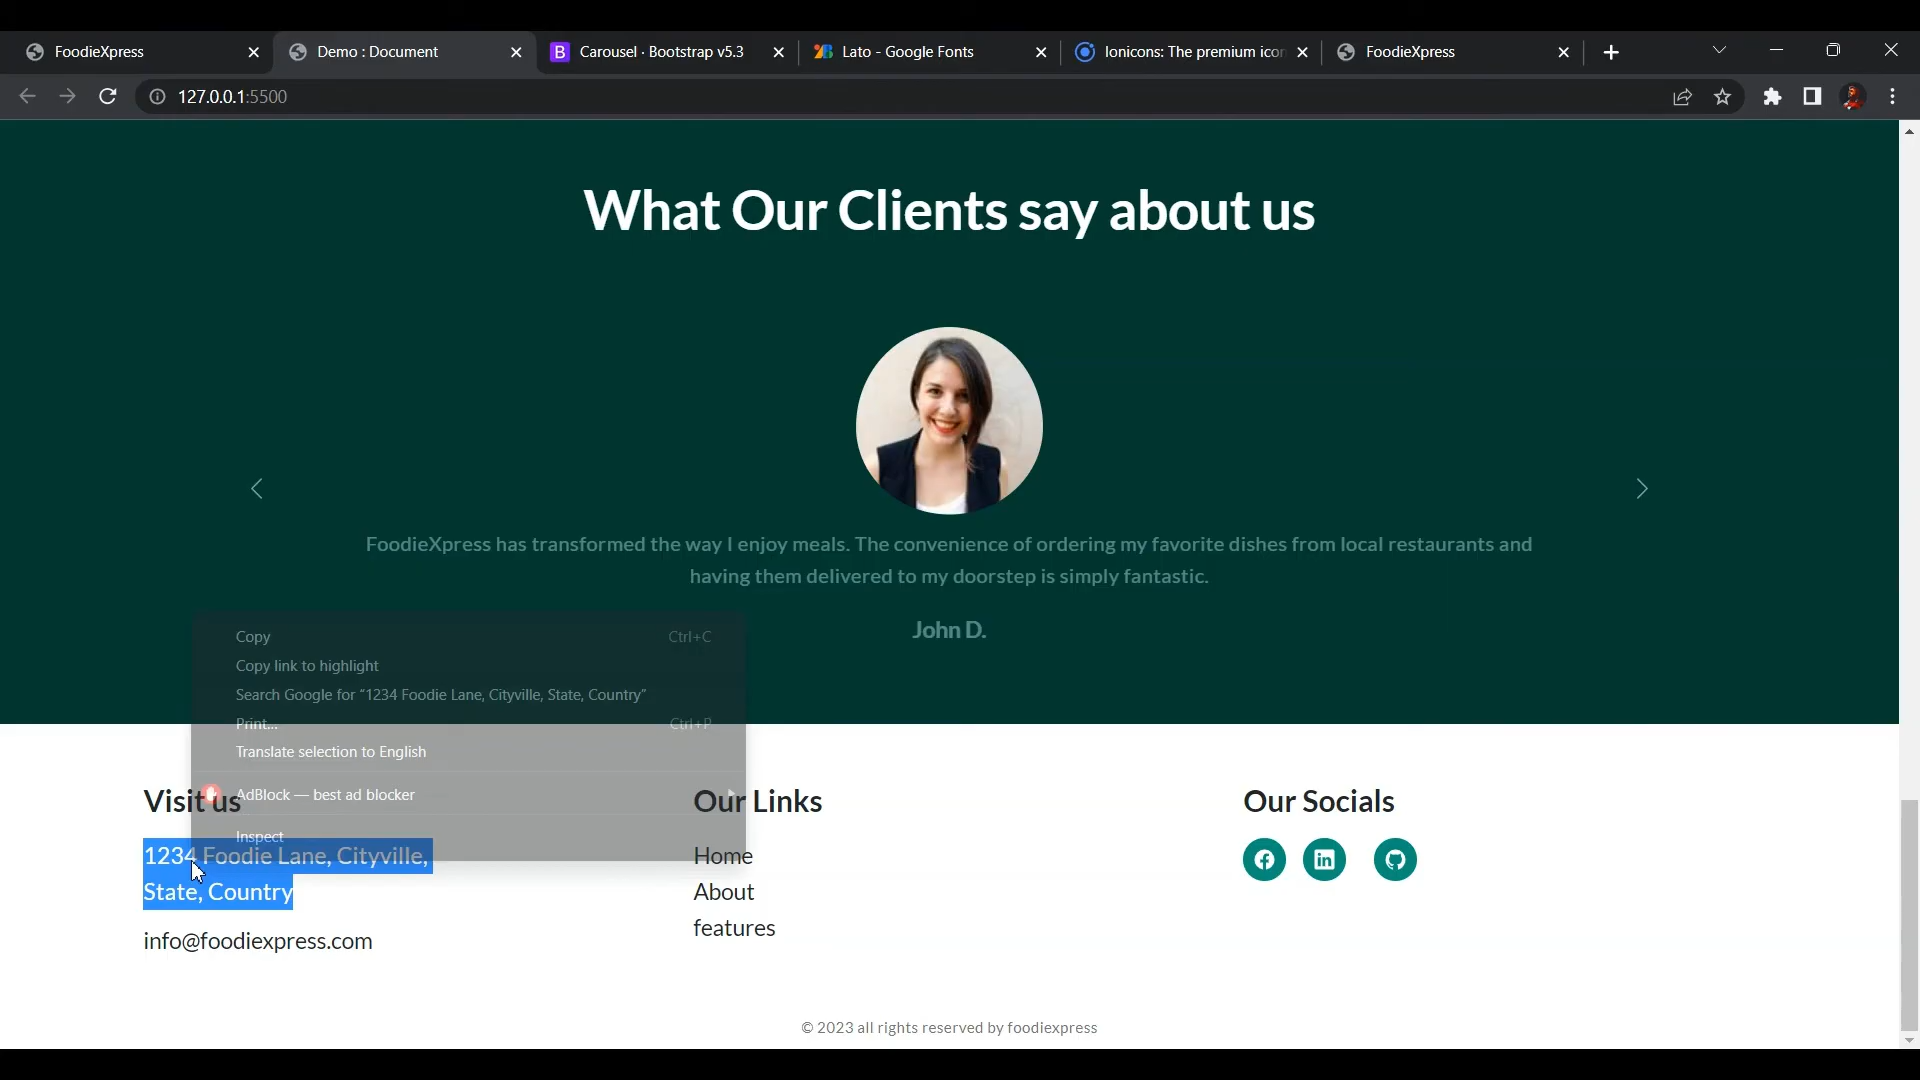 FoodieXpress
Demo : Document
Carousel · Bootstrap v5.3
Lato - Google Fonts
Ionicons: The premium icon
FoodieXpress
127.0.0.1:5500
What Our Clients say about us
FoodieXpress has transformed the way I enjoy meals. The convenience of ordering my favorite dishes from local restaurants and
having them delivered to my doorstep is simply fantastic.
John D.
Copy Ctrl+C
Copy link to highlight
Search Google for “1234 Foodie Lane, Cityville, State, Country”
Print... Ctrl+P
Translate selection to English
AdBlock — best ad blocker
Inspect
Visit us
1234 Foodie Lane, Cityville,
State, Country
info@foodiexpress.com
Our Links
Home
About
features
Our Socials
© 2023 all rights reserved by foodiexpress